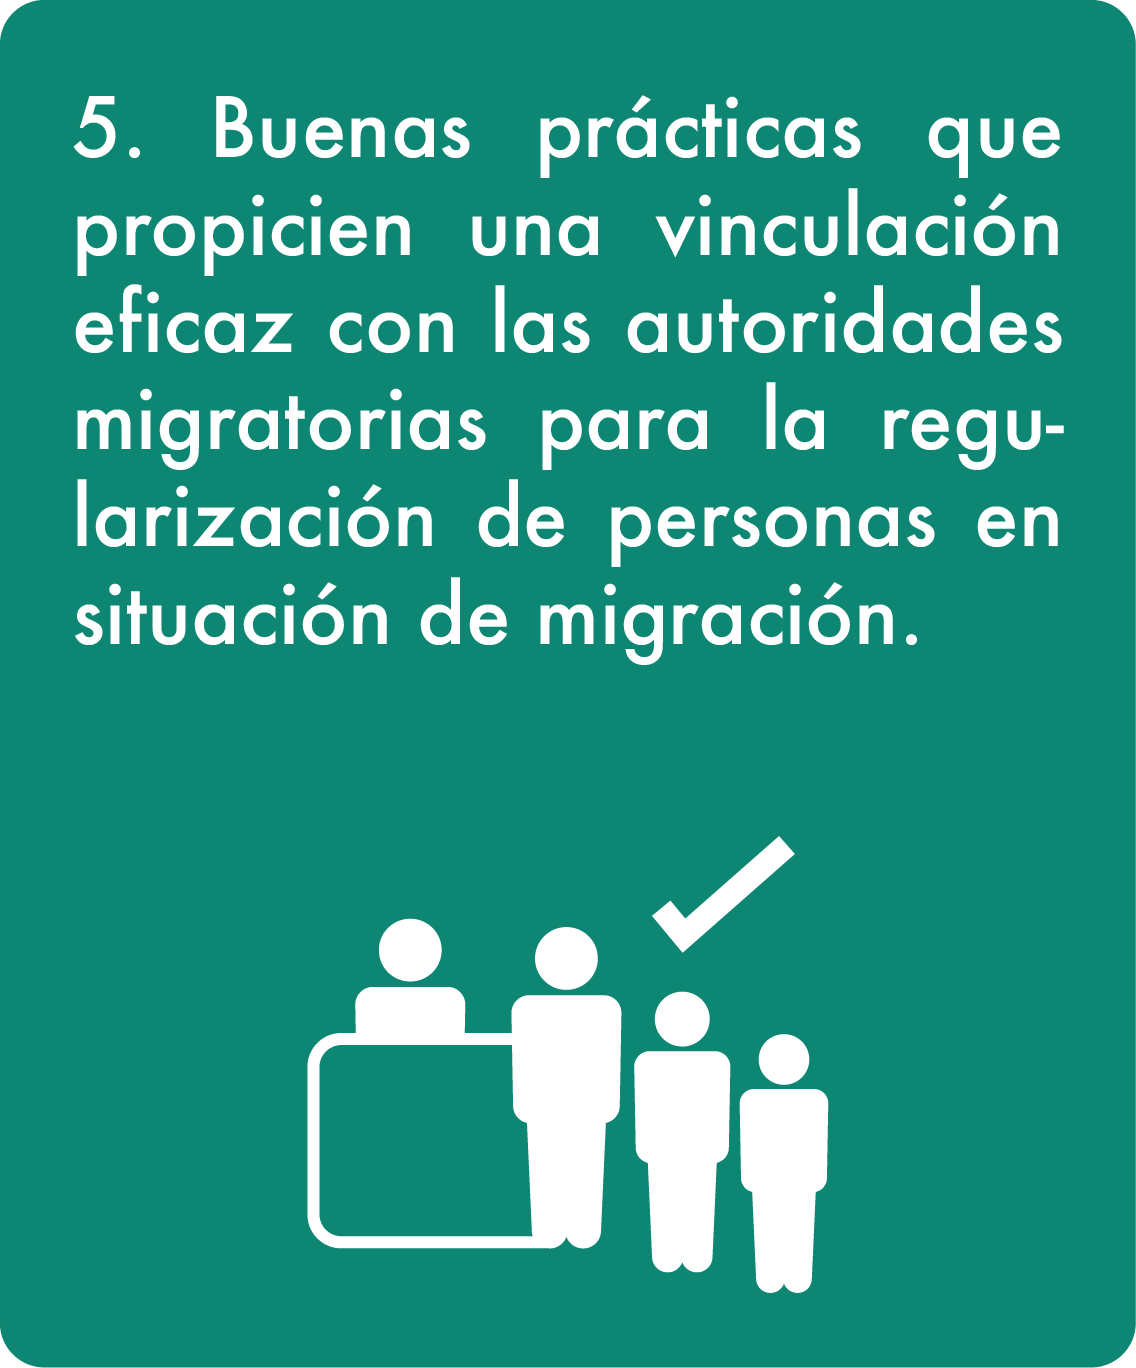 5. Buenas prácticas que
propicien una vinculación
eficaz con las autoridades
migratorias para la regu-
larización de personas en
situación de migración.